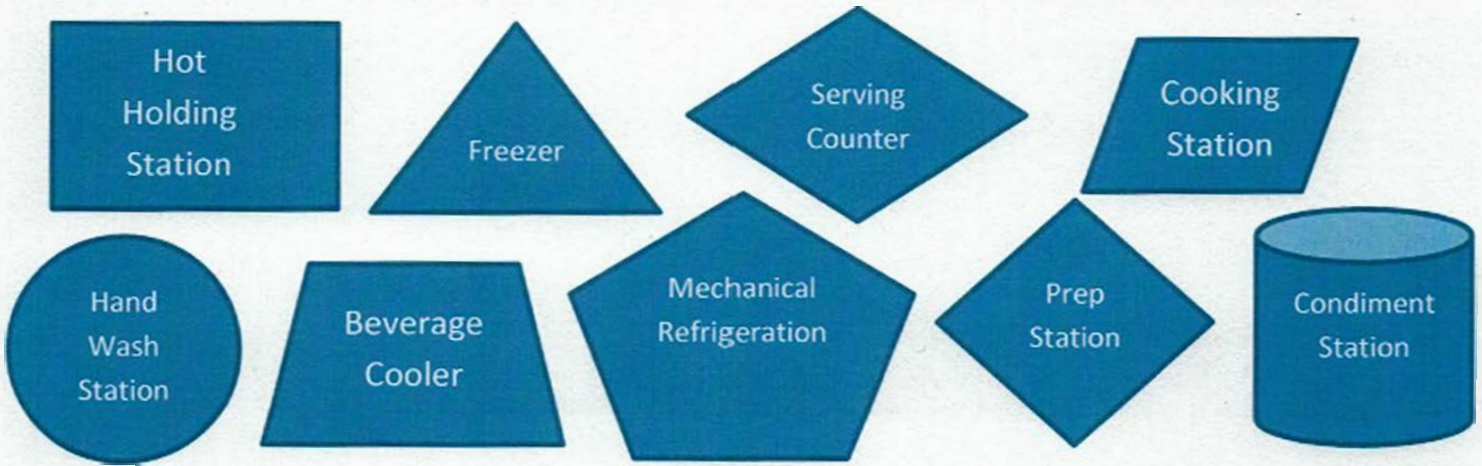 Hot
Holding
Station
Freezer
Serving
Counter
Cooking
Station
Hand
Wash
Station
Beverage
Cooler
Mechanical
Refrigeration
Prep
Station
Condiment
Station